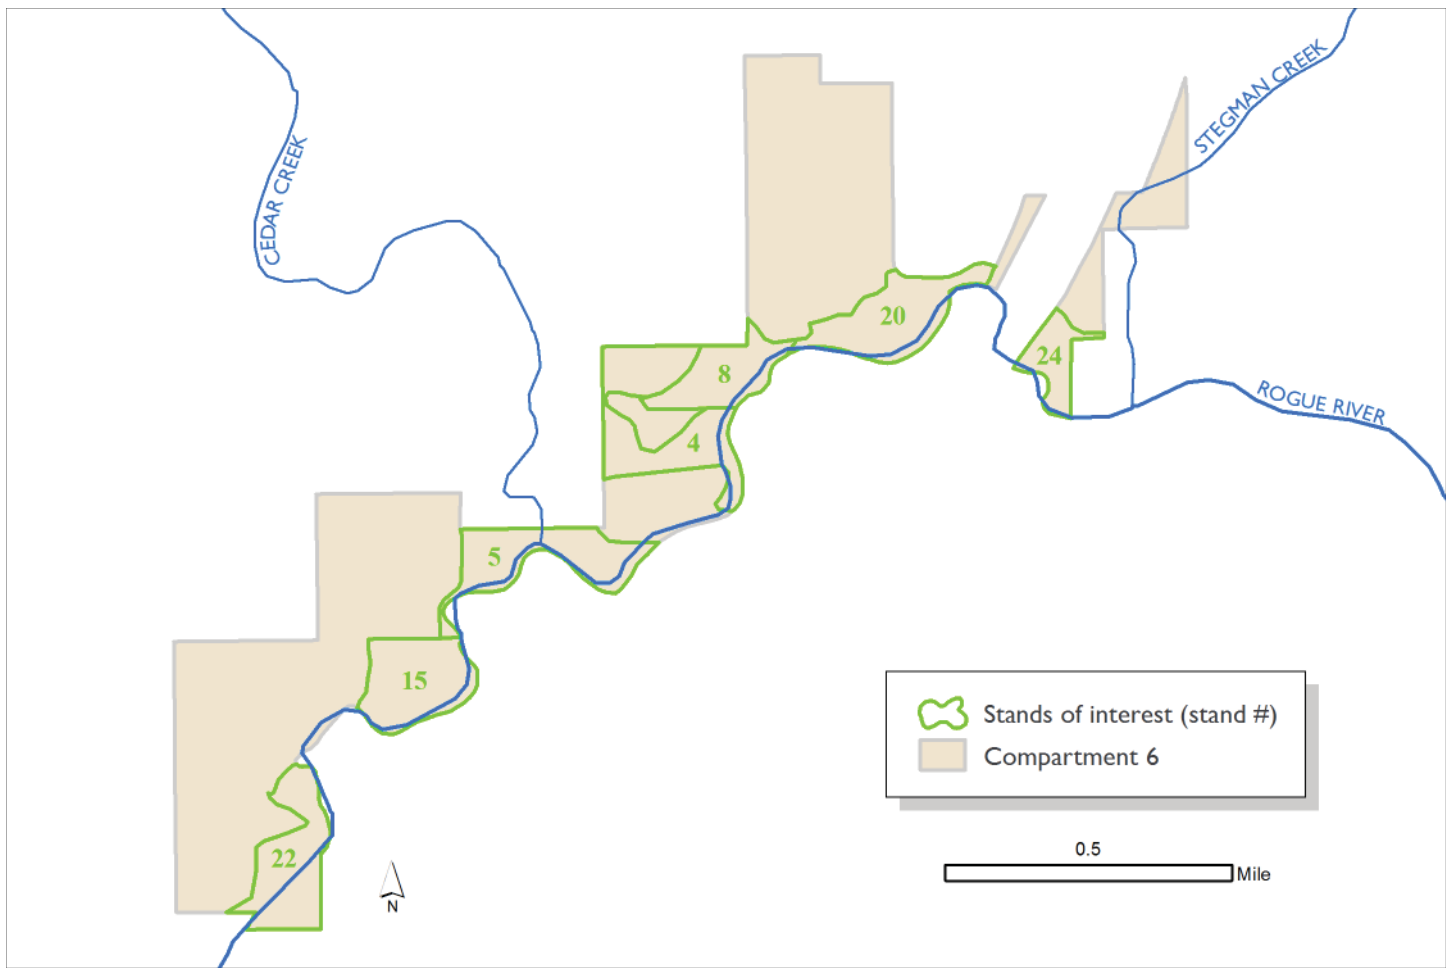 STEGMAN CREEK
CEDAR CREEK
20
24
8
ROGUE RIVER
4
5
15
Stands of interest (stand #)
Compartment 6
22
0.5
Mile
N